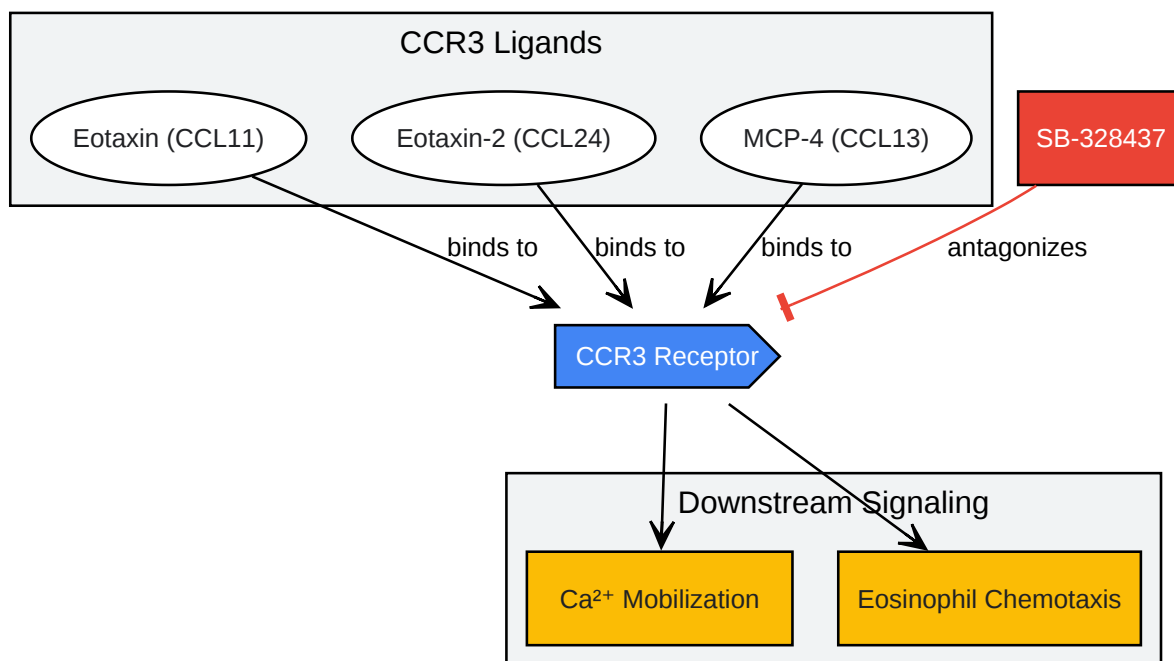 CCR3 Ligands
Eotaxin (CCL11)
Eotaxin-2 (CCL24)
MCP-4 (CCL13)
SB-328437
binds to
binds to
binds to
antagonizes
CCR3 Receptor
Downstream Signaling
Ca²⁺ Mobilization
Eosinophil Chemotaxis